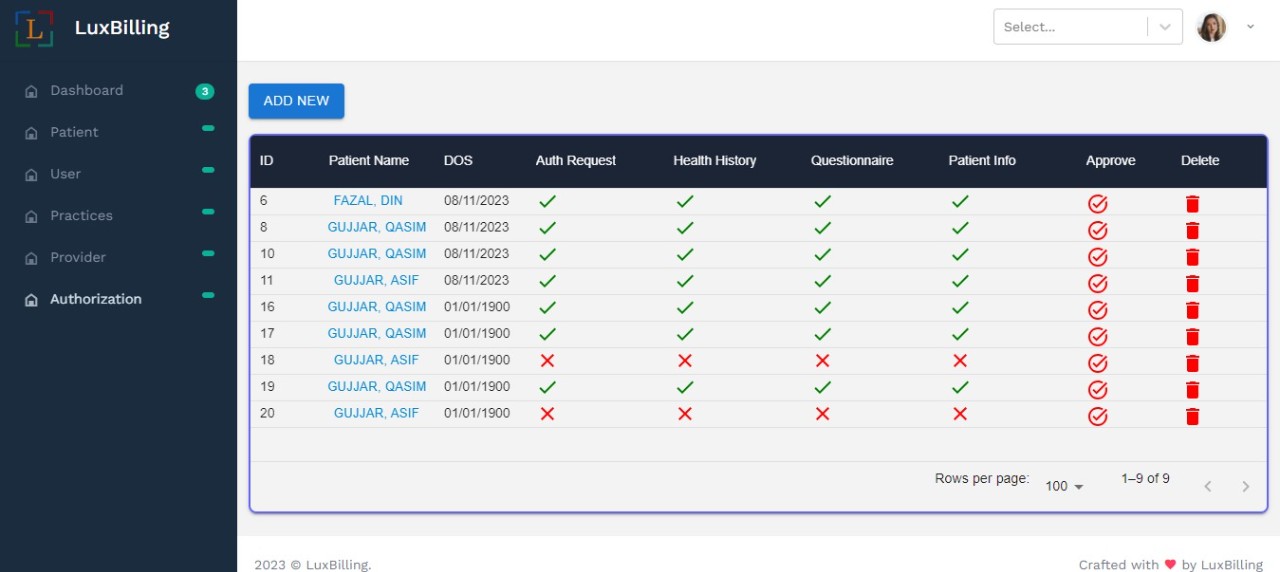 L LuxBilling
Select...
Dashboard 3
Patient
User
Practices
Provider
Authorization
ADD NEW
ID Patient Name DOS Auth Request Health History Questionnaire Patient Info Approve Delete
6 FAZAL, DIN 08/11/2023
8 GUJJAR, QASIM 08/11/2023
10 GUJJAR, QASIM 08/11/2023
11 GUJJAR, ASIF 08/11/2023
16 GUJJAR, QASIM 01/01/1900
17 GUJJAR, QASIM 01/01/1900
18 GUJJAR, ASIF 01/01/1900
19 GUJJAR, QASIM 01/01/1900
20 GUJJAR, ASIF 01/01/1900
Rows per page: 100 1–9 of 9
2023 © LuxBilling. Crafted with ❤ by LuxBilling